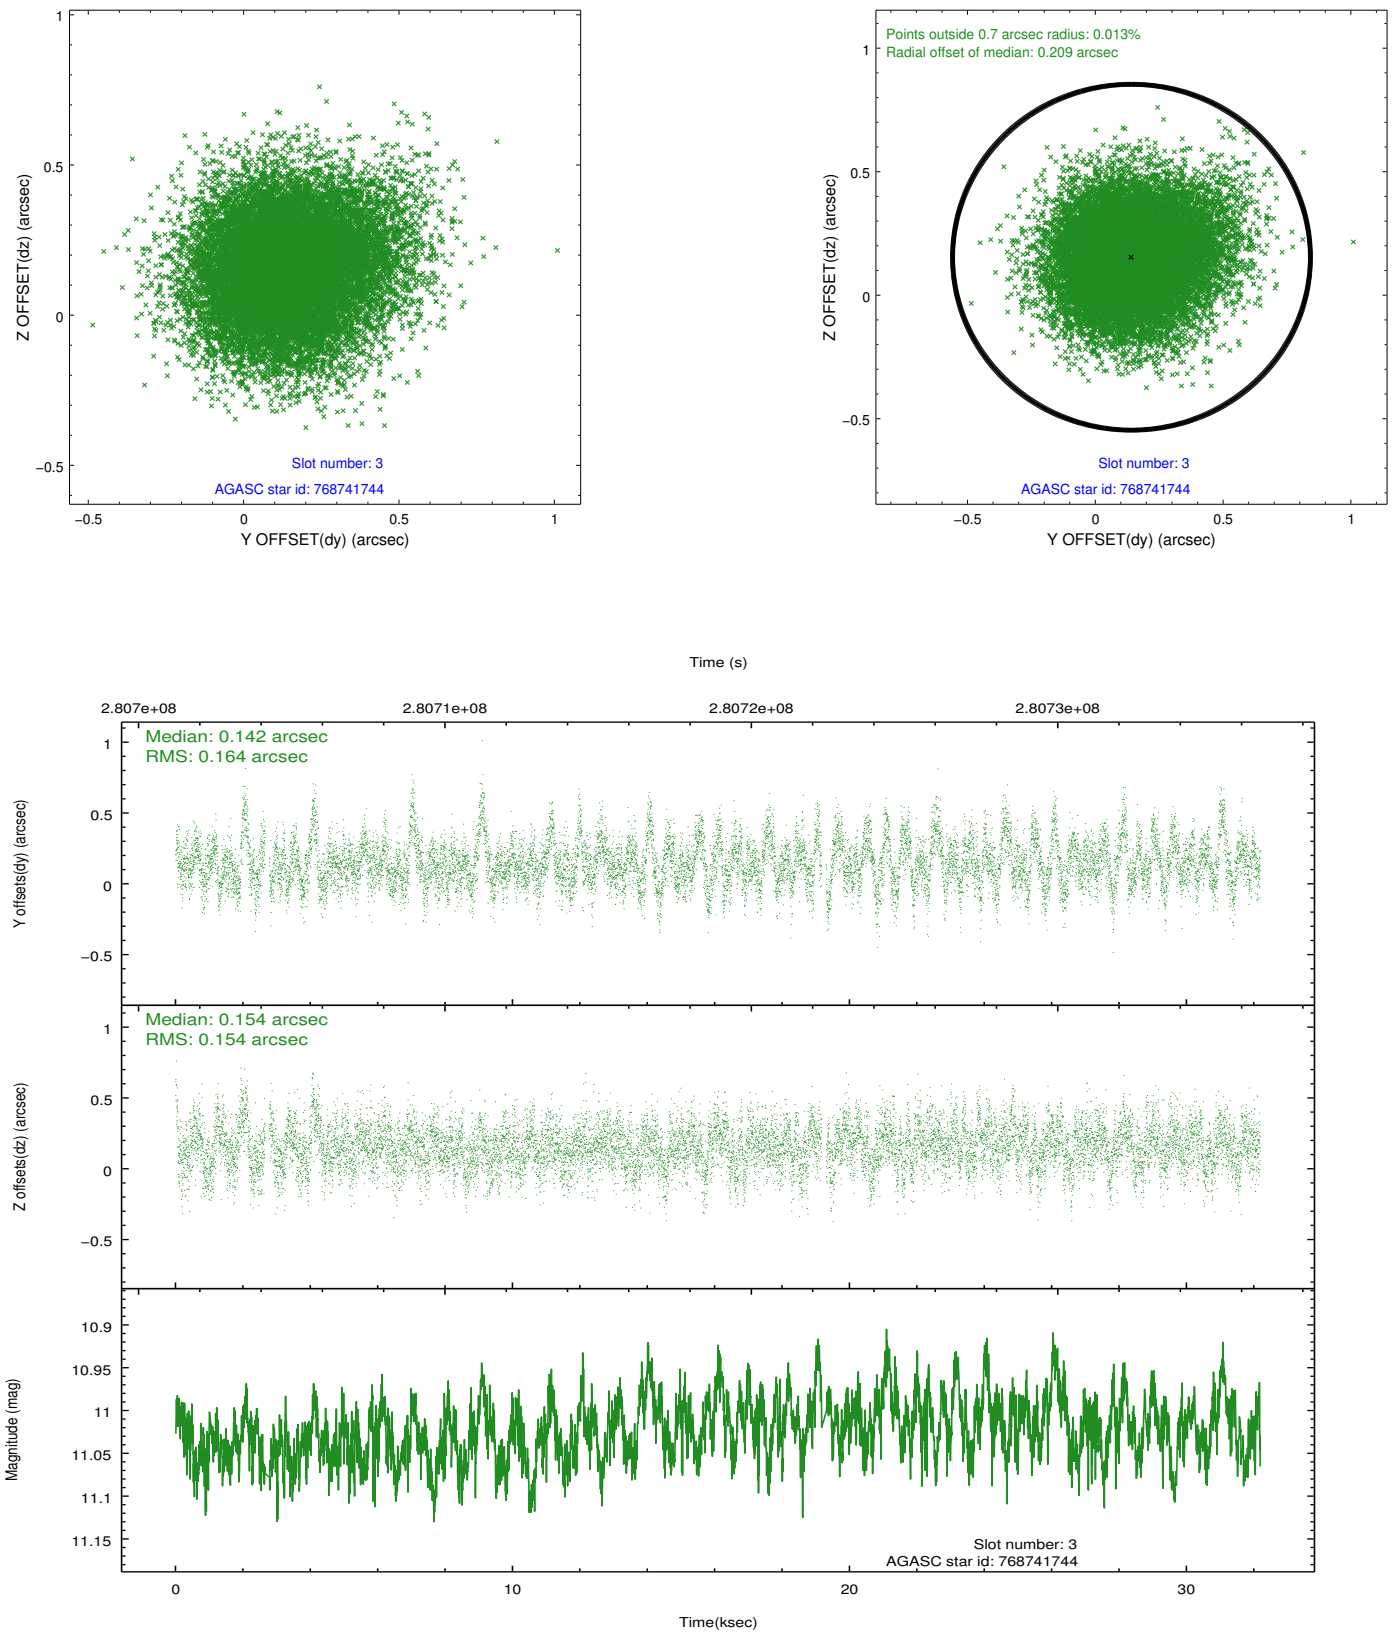 1
0.5
0
−0.5
−0.5
0
0.5
1
Z OFFSET(dz) (arcsec)
Y OFFSET(dy) (arcsec)
Slot number: 3
AGASC star id: 768741744
Points outside 0.7 arcsec radius: 0.013%
Radial offset of median: 0.209 arcsec
1
0.5
0
−0.5
−0.5
0
0.5
1
Z OFFSET(dz) (arcsec)
Y OFFSET(dy) (arcsec)
Slot number: 3
AGASC star id: 768741744
Time (s)
2.807e+08
2.8071e+08
2.8072e+08
2.8073e+08
Median: 0.142 arcsec
RMS: 0.164 arcsec
1
0.5
0
−0.5
Y offsets(dy) (arcsec)
Median: 0.154 arcsec
RMS: 0.154 arcsec
1
0.5
0
−0.5
Z offsets(dz) (arcsec)
10.9
10.95
11
11.05
11.1
11.15
Magnitude (mag)
Slot number: 3
AGASC star id: 768741744
0
10
20
30
Time(ksec)